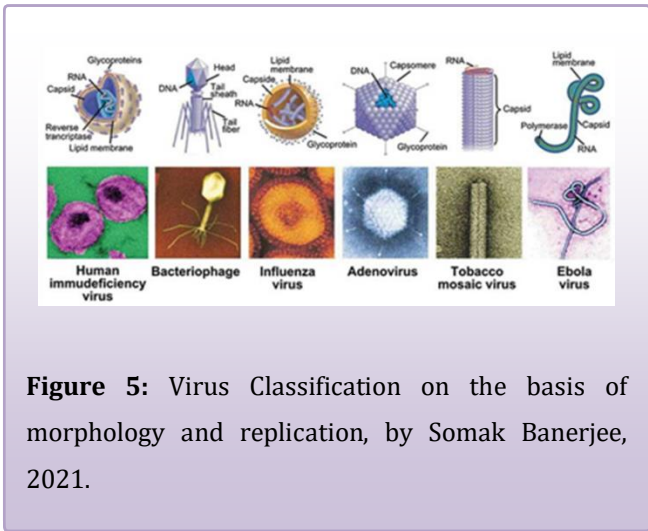 Glycoproteins
RNA
Capsid
Reverse
trancriptase
Lipid membrane
Head
DNA
Tail
sheath
Tail
fiber
Lipid
membrane
Capside
RNA
Glycoprotein
DNA
Capsomere
Glycoprotein
RNA
Capsid
Lipid
membrane
Polymerase
Capsid
RNA
Human
immudeficiency
virus
Bacteriophage
Influenza
virus
Adenovirus
Tobacco
mosaic virus
Ebola
virus
Figure 5: Virus Classification on the basis of
morphology and replication, by Somak Banerjee,
2021.